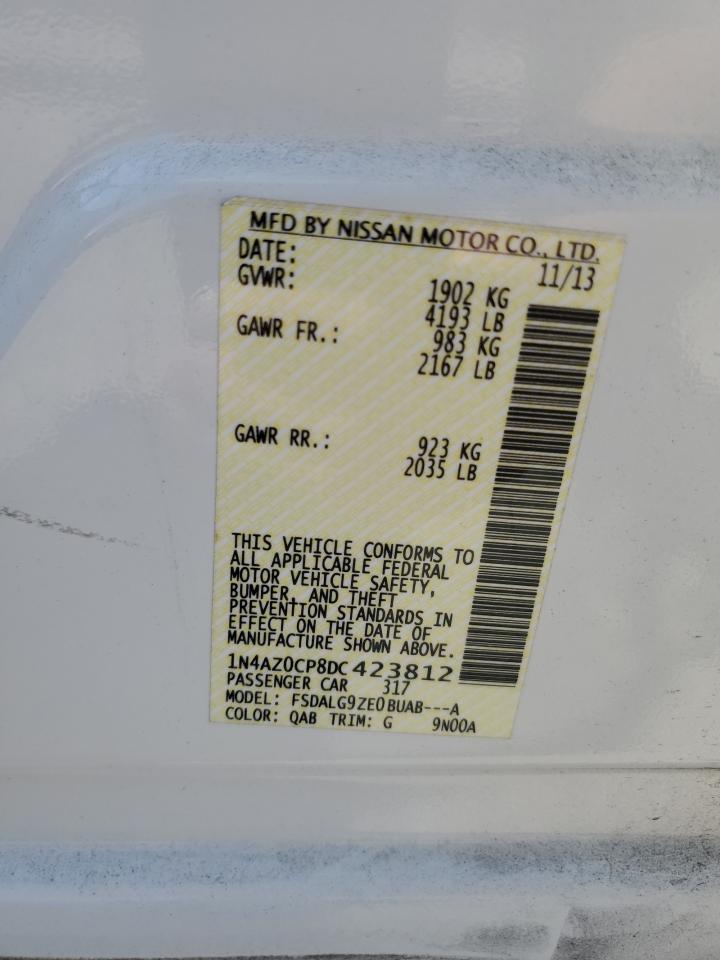 MFD BY NISSAN MOTOR CO., LTD.
DATE: 11/13
GVWR: 1902 KG
4193 LB
GAWR FR.: 983 KG
2167 LB
GAWR RR.: 923 KG
2035 LB
THIS VEHICLE CONFORMS TO
ALL APPLICABLE FEDERAL
MOTOR VEHICLE SAFETY,
BUMPER, AND THEFT
PREVENTION STANDARDS IN
EFFECT ON THE DATE OF
MANUFACTURE SHOWN ABOVE.
1N4AZ0CP8DC423812
PASSENGER CAR 317
MODEL: FSDALG9ZE0BUAB---A
COLOR: QAB TRIM: G 9N00A